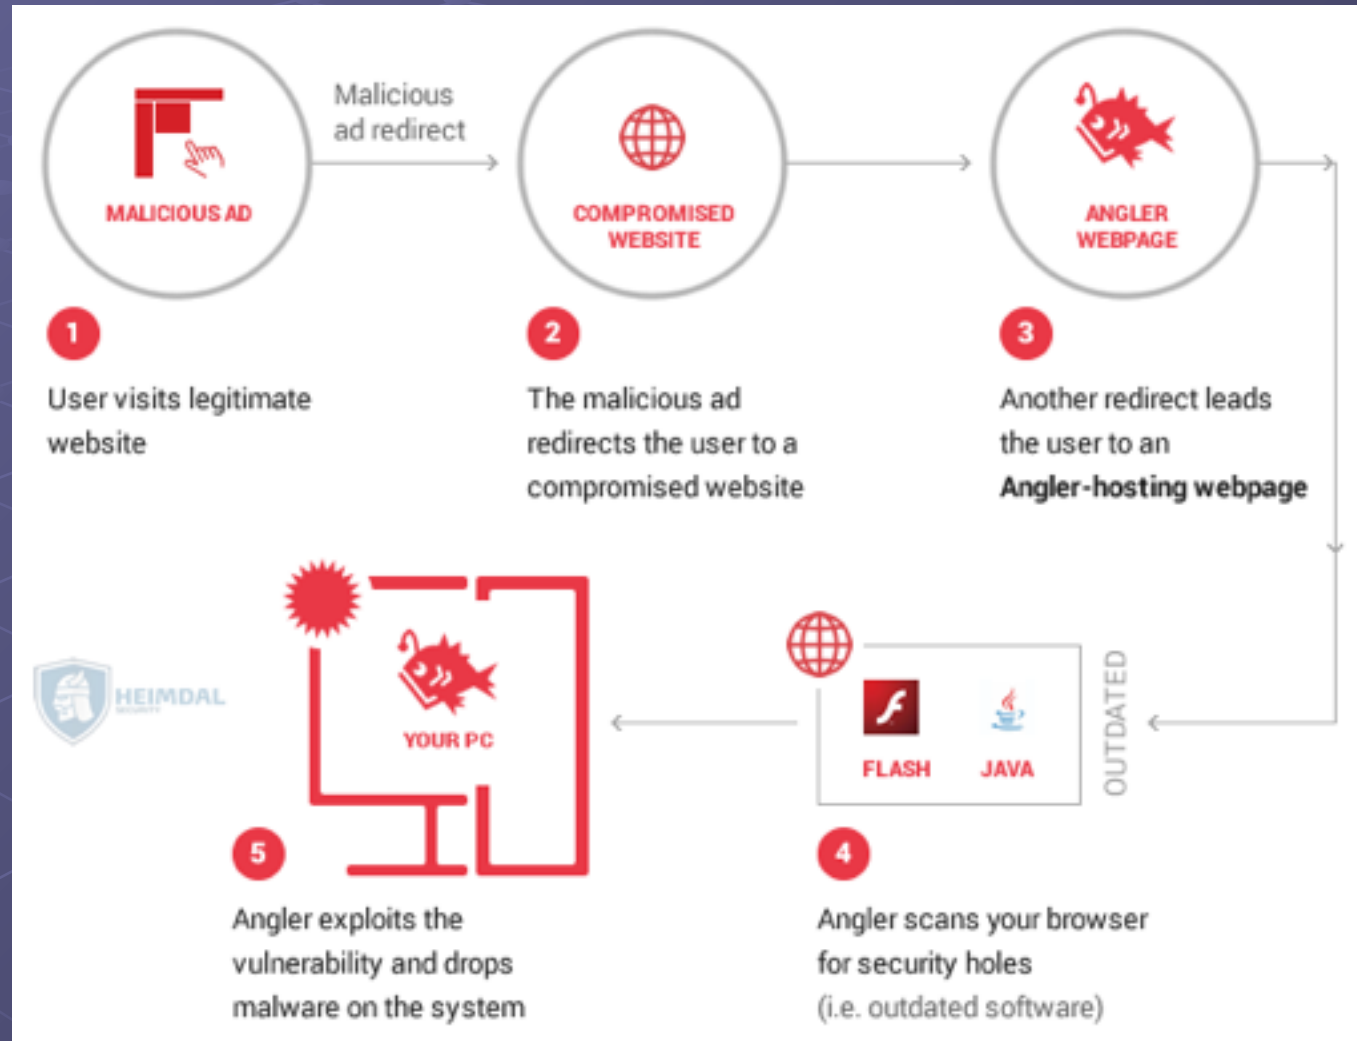 Malicious
ad redirect
MALICIOUS AD
COMPROMISED
WEBSITE
ANGLER
WEBPAGE
1
User visits legitimate
website
2
The malicious ad
redirects the user to a
compromised website
3
Another redirect leads
the user to an
Angler-hosting webpage
HEIMDAL
SECURITY
YOUR PC
FLASH
JAVA
OUTDATED
5
Angler exploits the
vulnerability and drops
malware on the system
4
Angler scans your browser
for security holes
(i.e. outdated software)